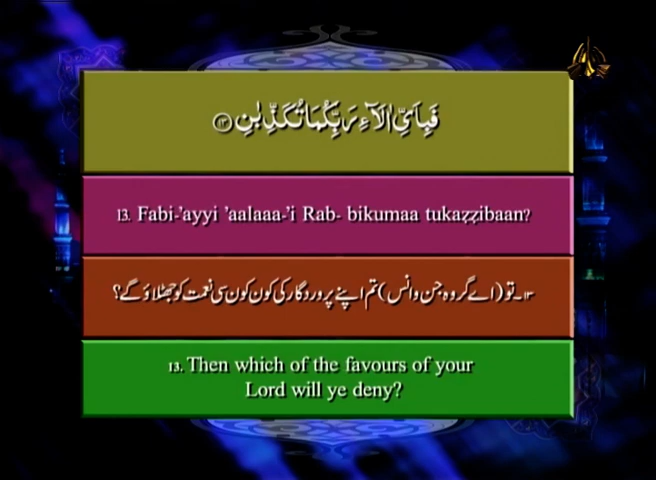 فَبِاَيِّ اٰلَآءِ رَبِّكُمَا تُكَذِّبٰنِ ۝۱۳
13. Fabi-'ayyi 'aalaaa-'i Rab- bikumaa tukazzibaan?
۱۳۔ تو (اے گروہ جن وانس) تم اپنے پروردگار کی کون کون سی نعمت کو جھٹلاؤ گے؟
13. Then which of the favours of your
Lord will ye deny?